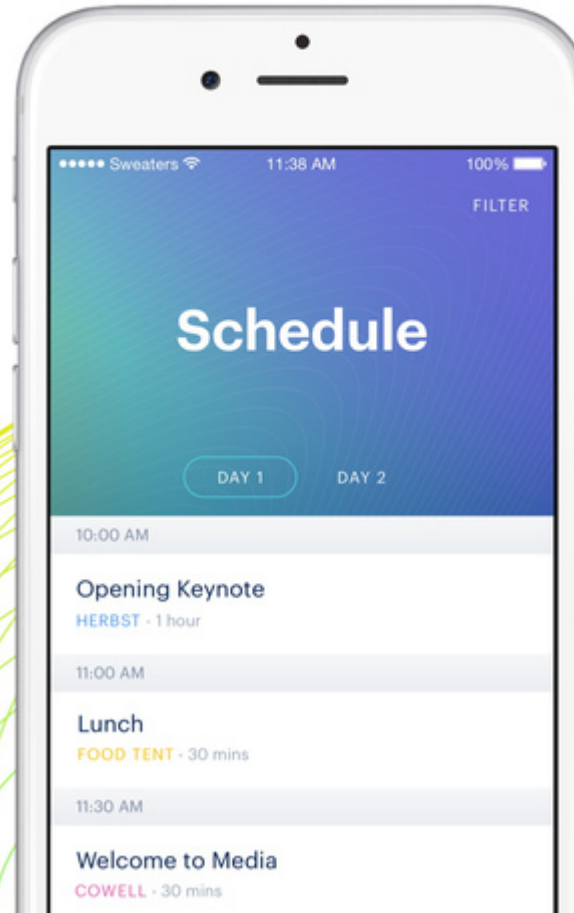 Sweaters 11:38 AM 100%
FILTER
Schedule
DAY 1 DAY 2
10:00 AM
Opening Keynote
HERBST - 1 hour
11:00 AM
Lunch
FOOD TENT - 30 mins
11:30 AM
Welcome to Media
COWELL - 30 mins